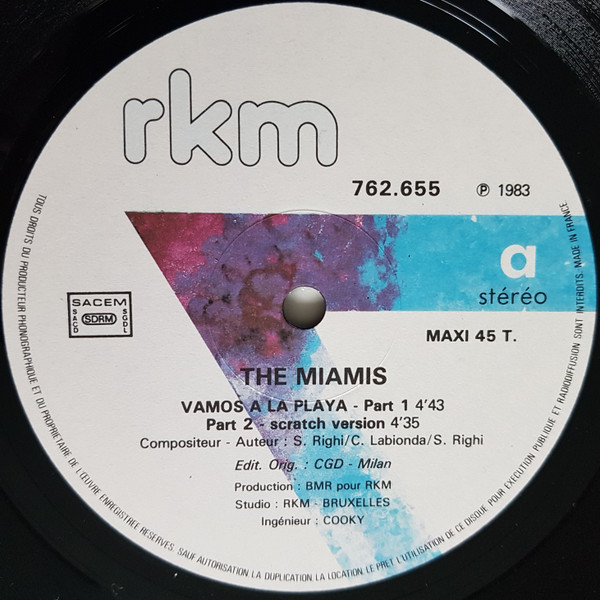 rkm
762.655 ℗ 1983
a
stéréo
SACEM
SACD SDRM SGDL
MAXI 45 T.
THE MIAMIS
VAMOS A LA PLAYA - Part 1 4'43
Part 2 - scratch version 4'35
Compositeur - Auteur : S. Righi/C. Labionda/S. Righi
Edit. Orig. : CGD - Milan
Production : BMR pour RKM
Studio : RKM - BRUXELLES
Ingénieur : COOKY
TOUS DROITS DU PRODUCTEUR PHONOGRAPHIQUE ET DU PROPRIETAIRE DE L'ŒUVRE ENREGISTREE RESERVES. SAUF AUTORISATION LA DUPLICATION LA LOCATION LE PRET L'UTILISATION DE CE DISQUE POUR EXECUTION PUBLIQUE ET RADIODIFFUSION SONT INTERDITS. MADE IN FRANCE